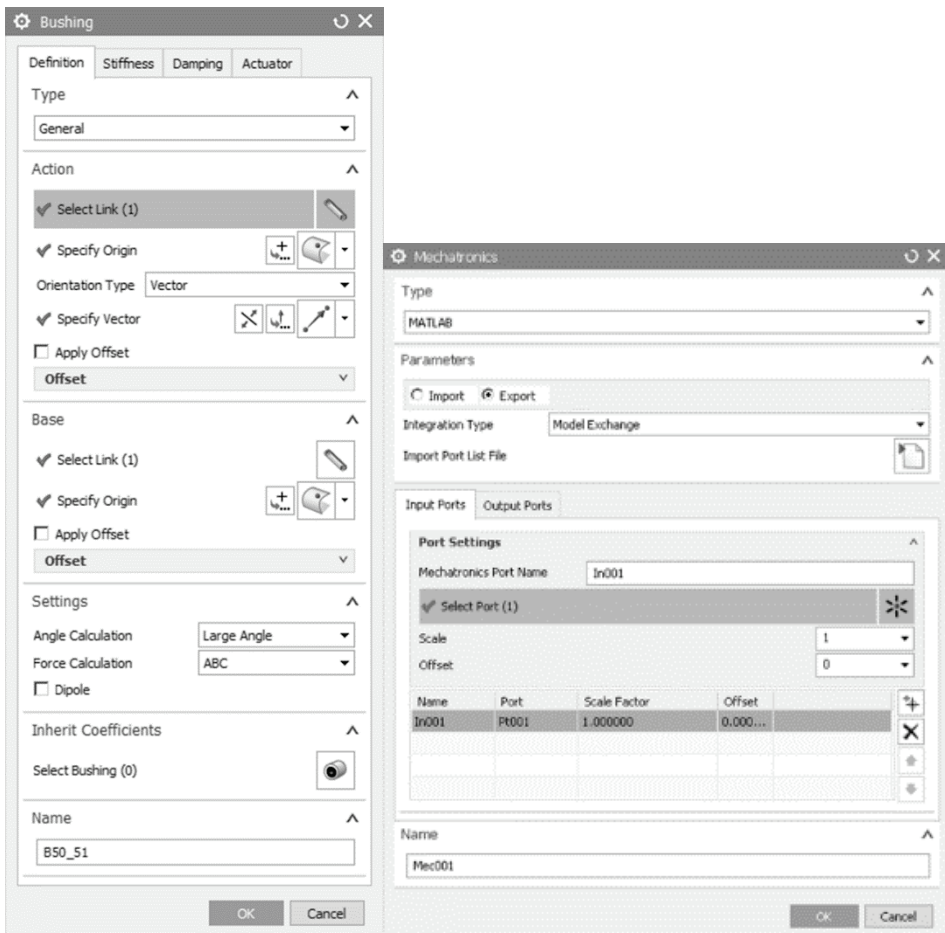 Bushing
Definition Stiffness Damping Actuator
Type
General
Action
Select Link (1)
Specify Origin
Orientation Type Vector
Specify Vector
Apply Offset
Offset
Base
Select Link (1)
Specify Origin
Apply Offset
Offset
Settings
Angle Calculation Large Angle
Force Calculation ABC
Dipole
Inherit Coefficients
Select Bushing (0)
Name
B50_51
OK Cancel
Mechatronics
Type
MATLAB
Parameters
Import Export
Integration Type Model Exchange
Import Port List File
Input Ports Output Ports
Port Settings
Mechatronics Port Name In001
Select Port (1)
Scale 1
Offset 0
Name Port Scale Factor Offset
In001 Pt001 1.000000 0.000...
Name
Mec001
OK Cancel